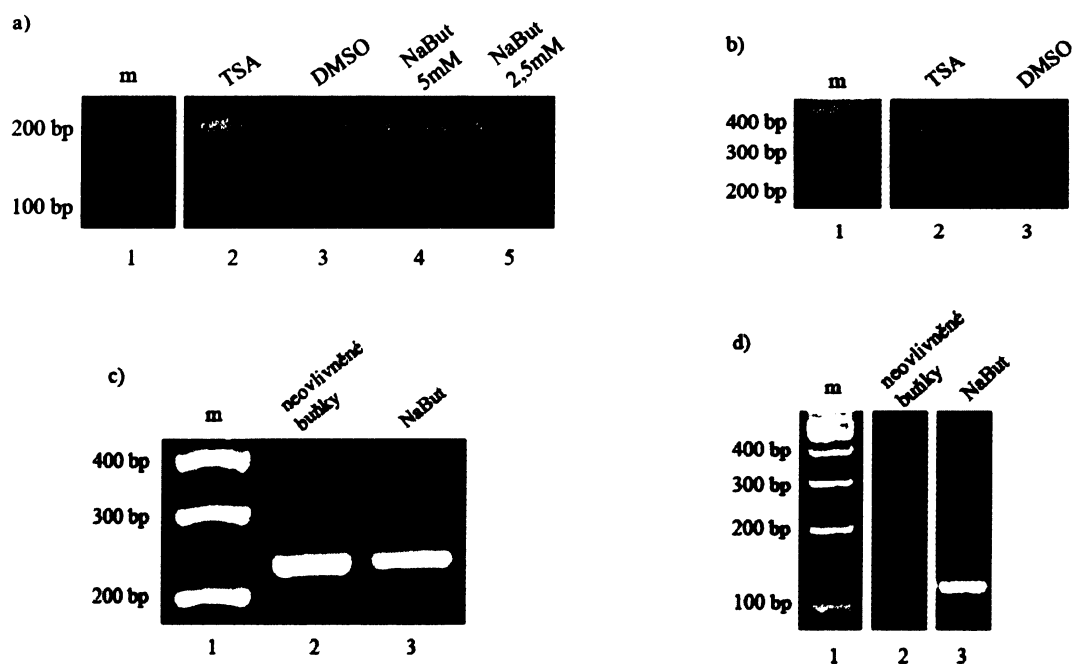 a)
m
TSA
DMSO
NaBut
5mM
NaBut
2,5mM
200 bp
100 bp
1 2 3 4 5
b)
m
TSA
DMSO
400 bp
300 bp
200 bp
1 2 3
c)
m
neovlivněné
buňky
NaBut
400 bp
300 bp
200 bp
1 2 3
d)
m
neovlivněné
buňky
NaBut
400 bp
300 bp
200 bp
100 bp
1 2 3